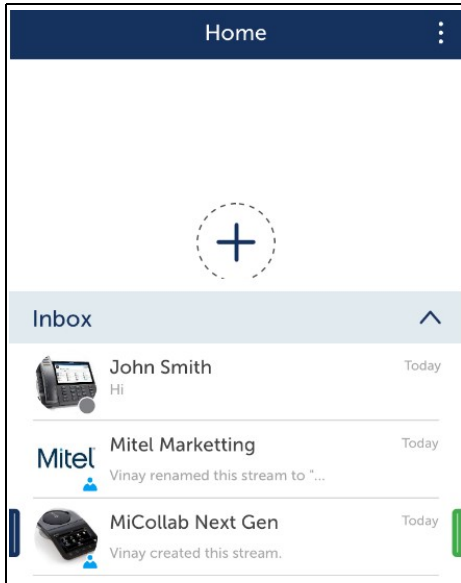 Home
Inbox
John Smith
Today
Hi
Mitel
Mitel Marketting
Today
Vinay renamed this stream to "...
MiCollab Next Gen
Today
Vinay created this stream.